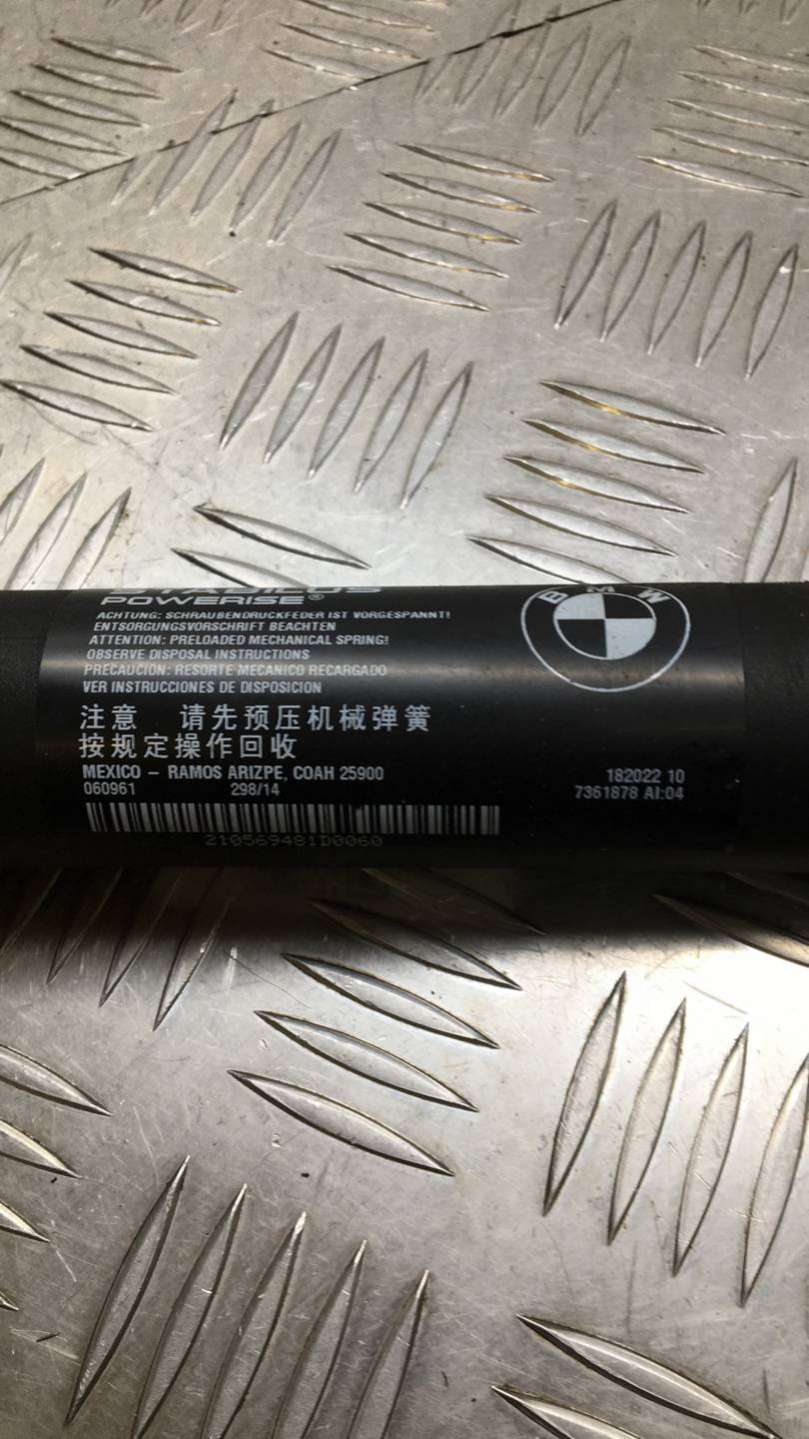 POWERISE®
ACHTUNG: SCHRAUBENDRUCKFEDER IST VORGESPANNT!
ENTSORGUNGSVORSCHRIFT BEACHTEN
ATTENTION: PRELOADED MECHANICAL SPRING!
OBSERVE DISPOSAL INSTRUCTIONS
PRECAUCIÓN: RESORTE MECANICO RECARGADO
VER INSTRUCCIONES DE DISPOSICION
注意 请先预压机械弹簧
按规定操作回收
MEXICO – RAMOS ARIZPE, COAH 25900
060961 298/14
210569481D0060
BMW
182022 10
7361878 AI:04